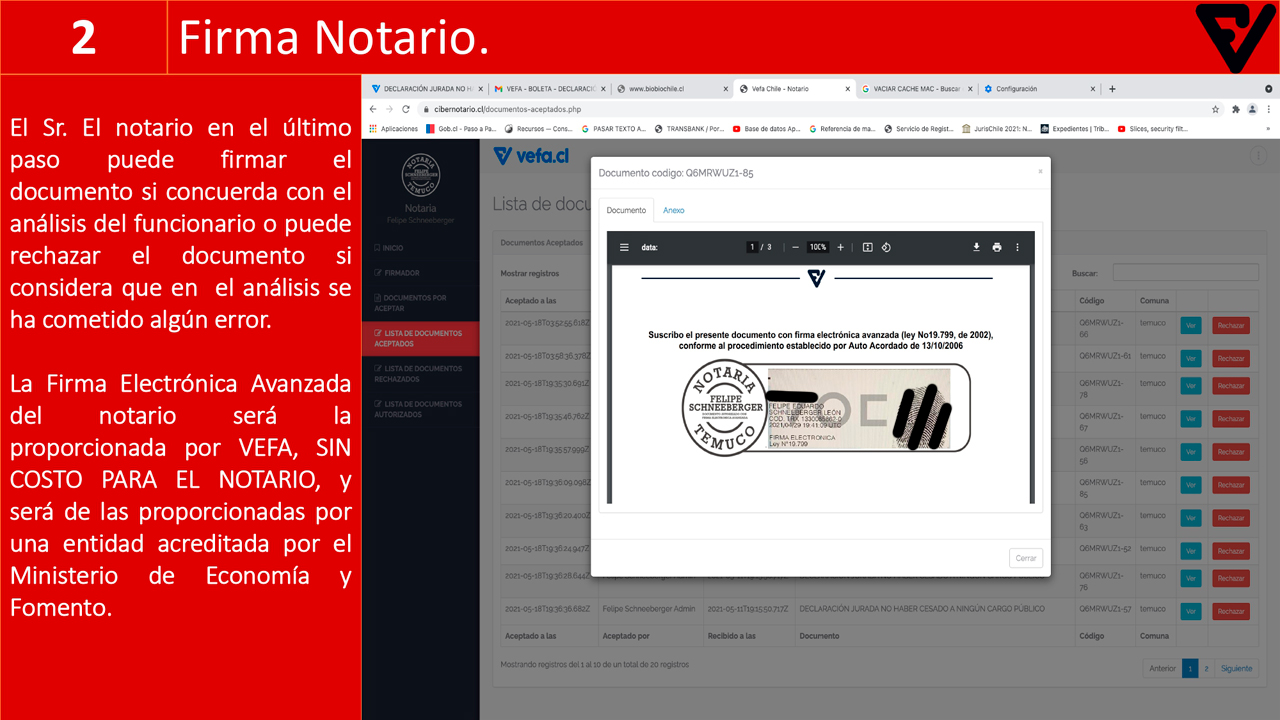 2
Firma Notario.
El Sr. El notario en el último
paso puede firmar el
documento si concuerda con el
análisis del funcionario o puede
rechazar el documento si
considera que en el análisis se
ha cometido algún error.
La Firma Electrónica Avanzada
del notario será la
proporcionada por VEFA, SIN
COSTO PARA EL NOTARIO, y
será de las proporcionadas por
una entidad acreditada por el
Ministerio de Economía y
Fomento.
DECLARACIÓN JURADA NO H
VEFA - BOLETA - DECLARACI
www.biobiochile.cl
Vefa Chile - Notario
VACIAR CACHE MAC - Buscar
Configuración
cibernotario.cl/documentos-aceptados.php
Aplicaciones
Gob.cl - Paso a Pa...
Recursos — Cons...
PASAR TEXTO A...
TRANSBANK / Por...
Base de datos Ap...
Referencia de ma...
Servicio de Regist...
JurisChile 2021: N...
Expedientes | Trib...
Slices, security filt...
NOTARIA
FELIPE
SCHNEEBERGER
TEMUCO
Notaria
Felipe Schneeberger
INICIO
FIRMADOR
DOCUMENTOS POR
ACEPTAR
LISTA DE DOCUMENTOS
ACEPTADOS
LISTA DE DOCUMENTOS
RECHAZADOS
LISTA DE DOCUMENTOS
AUTORIZADOS
vefa.cl
Lista de docu
Documentos Aceptados
Mostrar registros
Buscar:
Aceptado a las
Código
Comuna
2021-05-18T03:52:55.618Z
Q6MRWUZ1-
66
temuco
Ver
Rechazar
2021-05-18T03:58:36.378Z
Q6MRWUZ1-61
temuco
Ver
Rechazar
2021-05-18T19:35:30.691Z
Q6MRWUZ1-
78
temuco
Ver
Rechazar
2021-05-18T19:35:46.762Z
Q6MRWUZ1-
67
temuco
Ver
Rechazar
2021-05-18T19:35:57.999Z
Q6MRWUZ1-
56
temuco
Ver
Rechazar
2021-05-18T19:36:09.098Z
Q6MRWUZ1-
85
temuco
Ver
Rechazar
2021-05-18T19:36:20.400Z
Q6MRWUZ1-
63
temuco
Ver
Rechazar
2021-05-18T19:36:24.947Z
Q6MRWUZ1-52
temuco
Ver
Rechazar
2021-05-18T19:36:28.644Z
Q6MRWUZ1-
76
temuco
Ver
Rechazar
2021-05-18T19:36:36.682Z
Felipe Schneeberger Admin
2021-05-11T19:15:50.717Z
DECLARACIÓN JURADA NO HABER CESADO A NINGÚN CARGO PÚBLICO
Q6MRWUZ1-57
temuco
Ver
Rechazar
Aceptado a las
Aceptado por
Recibido a las
Documento
Código
Comuna
Mostrando registros del 1 al 10 de un total de 20 registros
Anterior
1
2
Siguiente
Documento codigo: Q6MRWUZ1-85
×
Documento
Anexo
data:
1 / 3
100%
Suscribo el presente documento con firma electrónica avanzada (ley No19.799, de 2002),
conforme al procedimiento establecido por Auto Acordado de 13/10/2006
NOTARIA
FELIPE
SCHNEEBERGER
TEMUCO
FELIPE EDUARDO
SCHNEEBERGER LEÓN
2021/04/29 19:41:09 UTC
FIRMA ELECTRONICA
Ley N°19.799
Cerrar